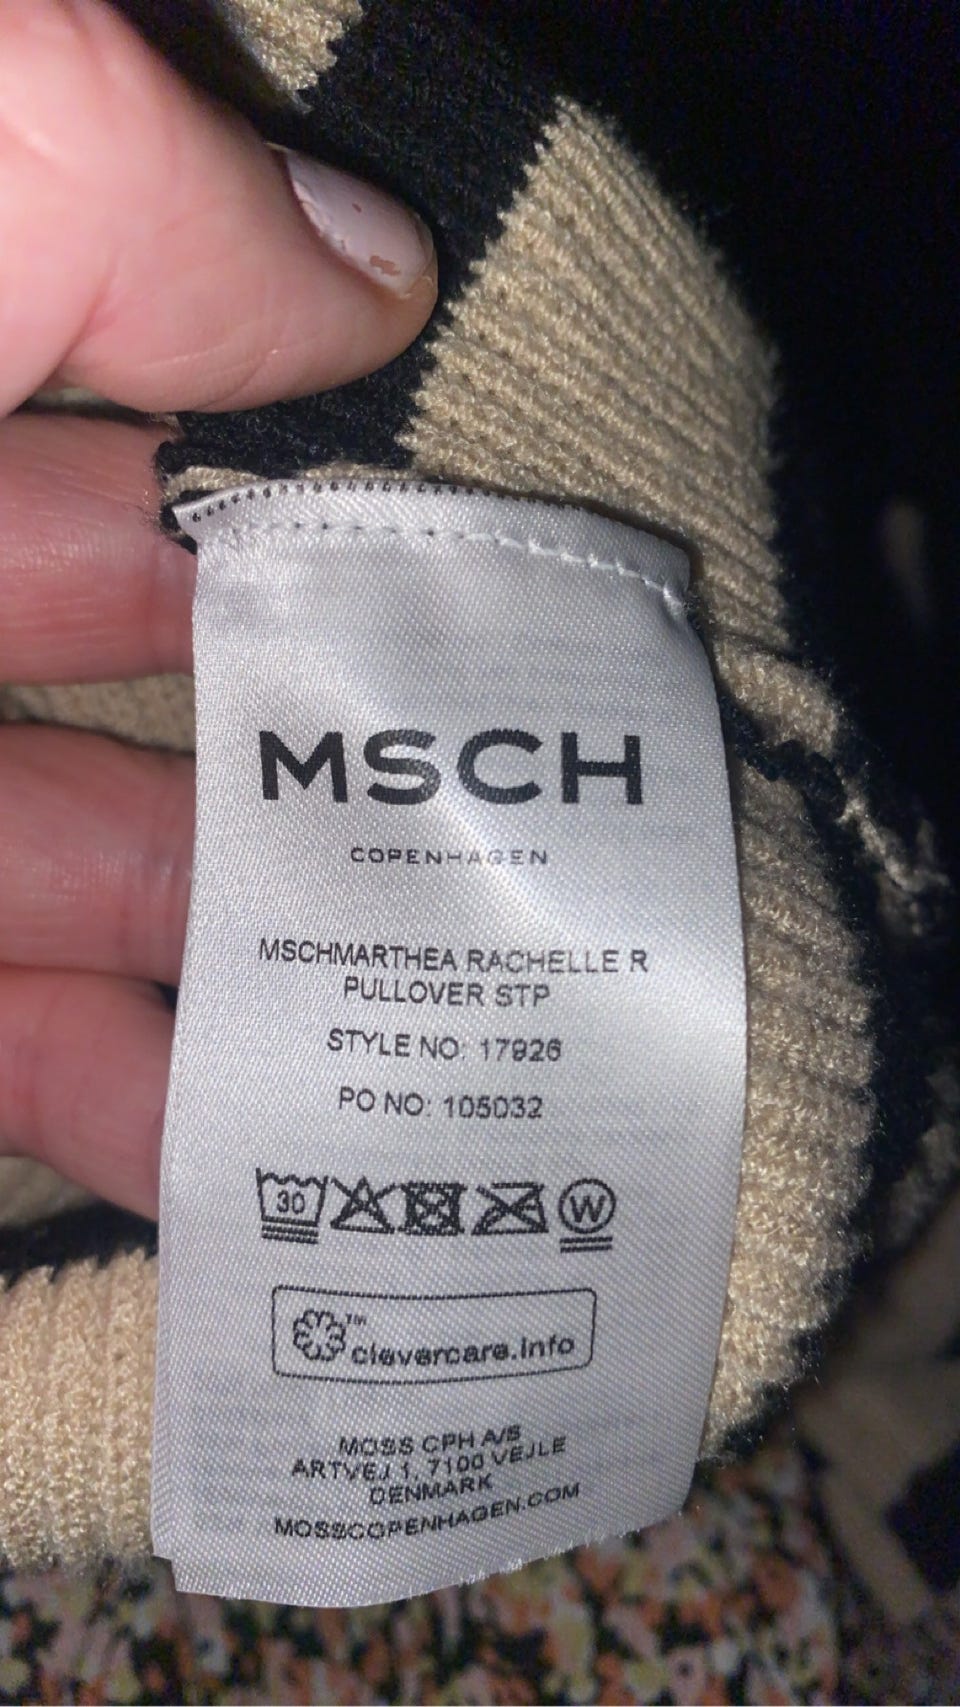 MSCH
COPENHAGEN
MSCHMARTHEA RACHELLE R
PULLOVER STP
STYLE NO: 17926
PO NO: 105032
30 W
TM
clevercare.info
MOSS CPH A/S
ARTVEJ 1, 7100 VEJLE
DENMARK
MOSSCOPENHAGEN.COM